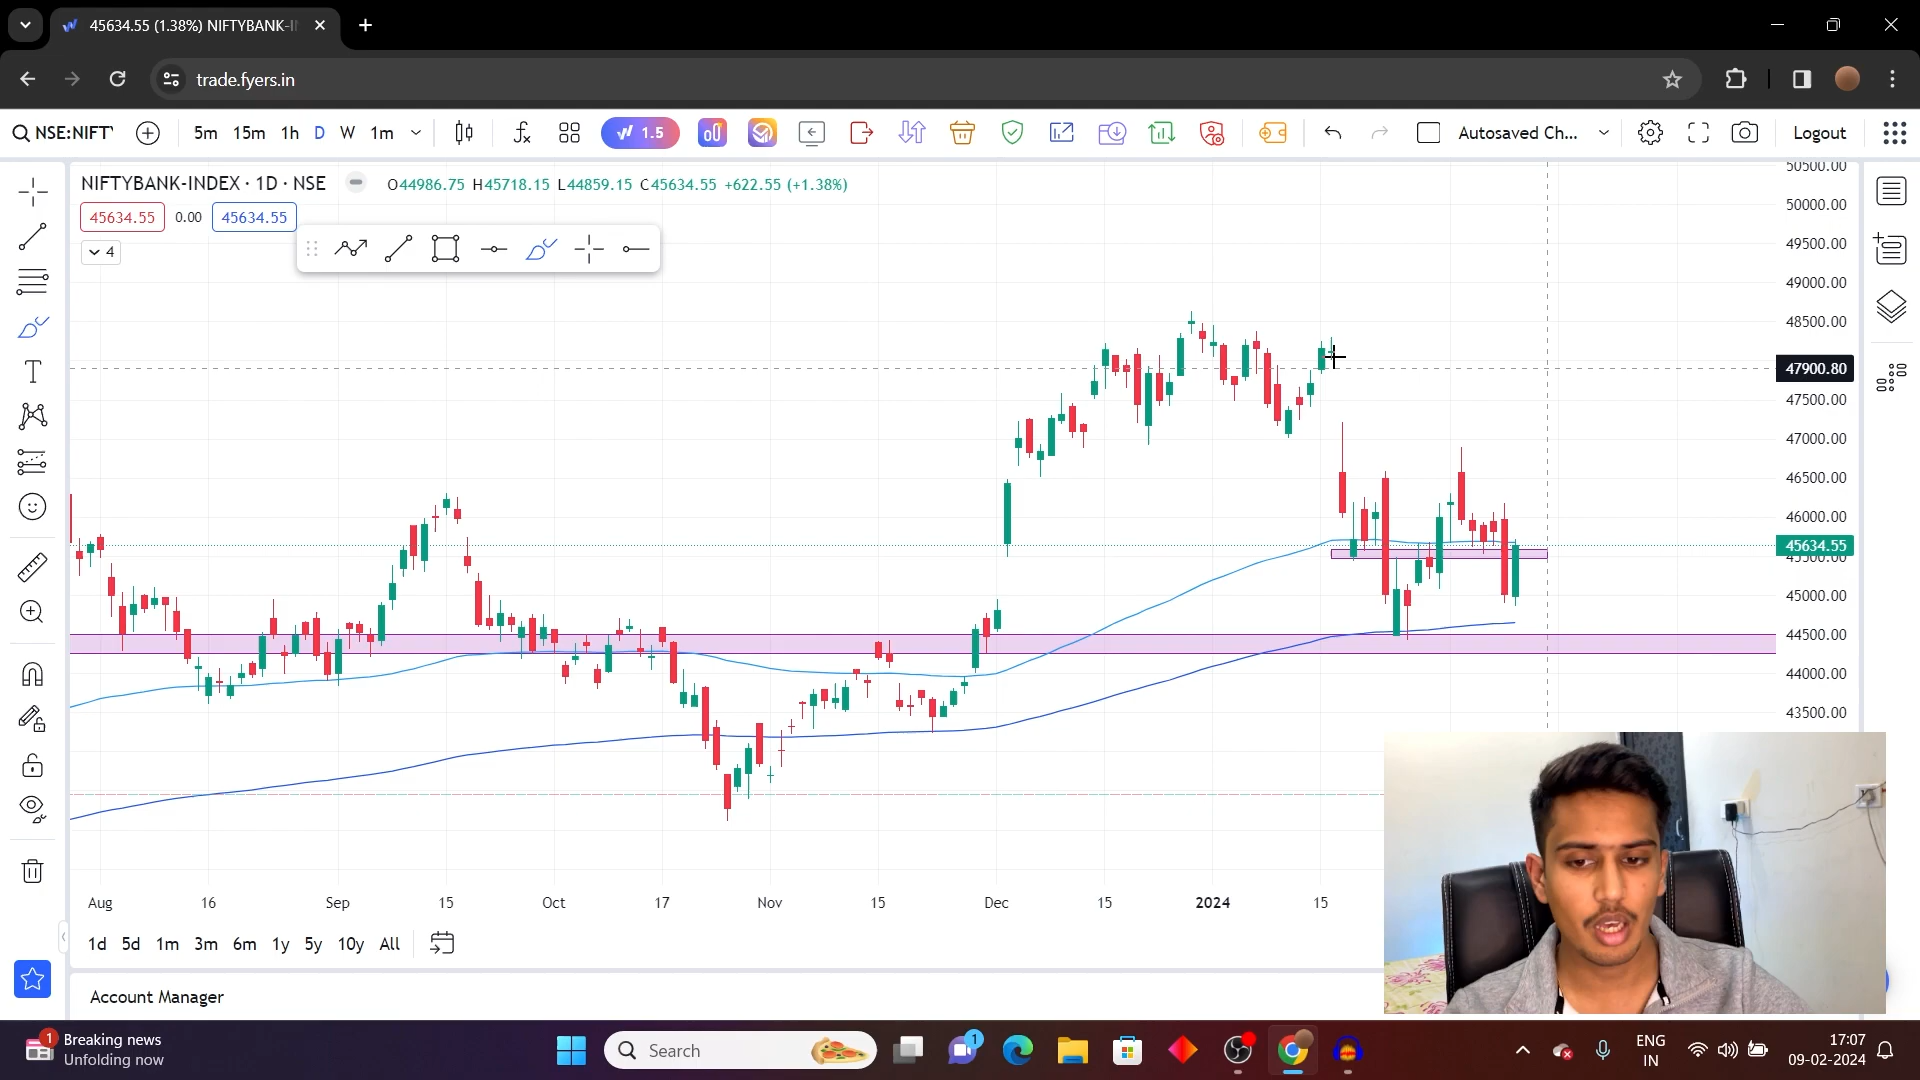 45634.55 (1.38%) NIFTYBANK-I
trade.fyers.in
NSE:NIFTY
5m 15m 1h D W 1m
1.5
Autosaved Ch...
Logout
NIFTYBANK-INDEX · 1D · NSE
O44986.75 H45718.15 L44859.15 C45634.55 +622.55 (+1.38%)
45634.55 0.00 45634.55
4
50500.00
50000.00
49500.00
49000.00
48500.00
47900.80
47500.00
47000.00
46500.00
46000.00
45634.55
45500.00
45000.00
44500.00
44000.00
43500.00
Aug 16 Sep 15 Oct 17 Nov 15 Dec 15 2024 15
1d 5d 1m 3m 6m 1y 5y 10y All
Account Manager
1
Breaking news
Unfolding now
Search
1
ENG
IN
17:07
09-02-2024